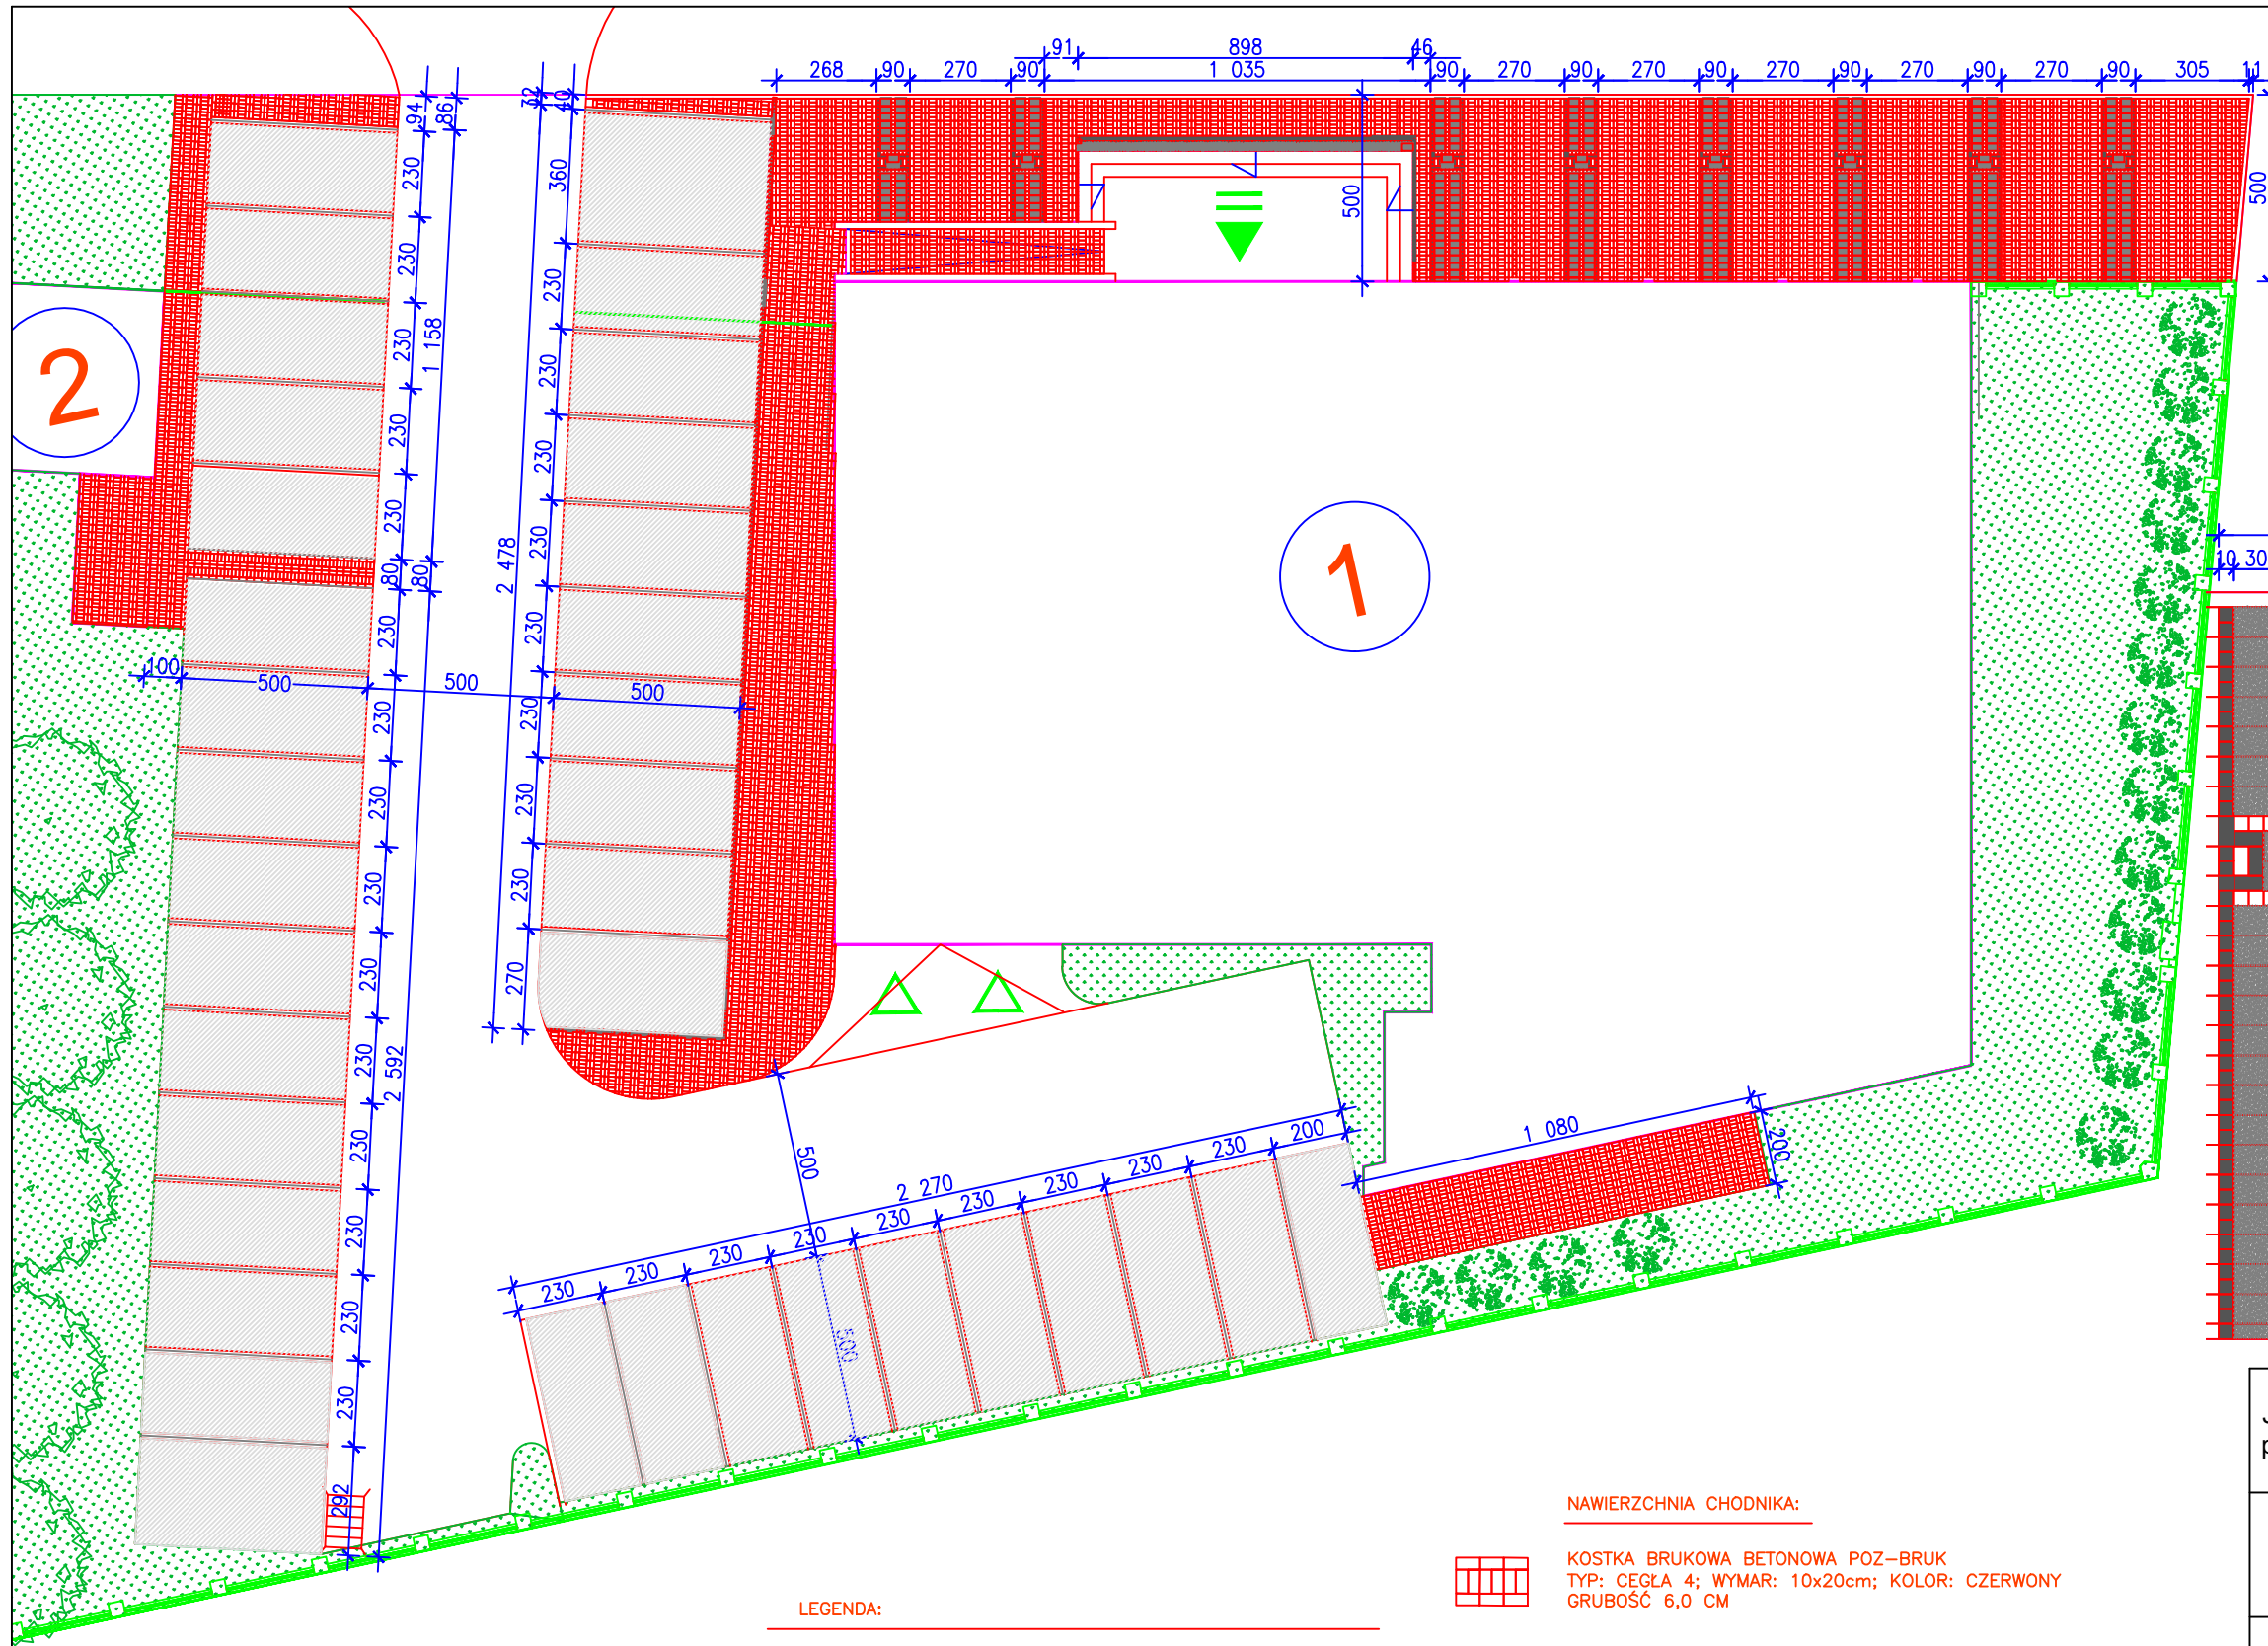 91 898 46
268 90 270 90 1 035 90 270 90 270 90 270 90 270 90 270 90 305 11
94 86 32 40
230 360 500 500
230 230
230 1 158 230
230 230
230 230
80 80 2 478
230 230
100 500 500 500
230 230
230 230
230 230
230 270
230 2 592
230
230
230
230
292
2
1
10 30
500
2 270
230 230 230 230 230 230 230 230 230 200
500
1 080
200
NAWIERZCHNIA CHODNIKA:
KOSTKA BRUKOWA BETONOWA POZ-BRUK
TYP: CEGŁA 4; WYMAR: 10x20cm; KOLOR: CZERWONY
GRUBOŚĆ 6,0 CM
LEGENDA: